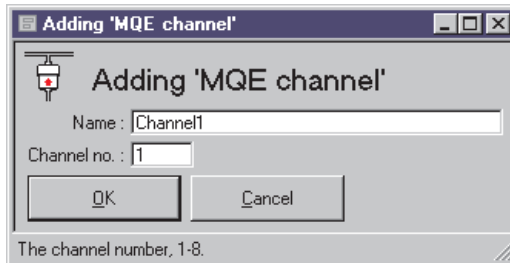 Adding 'MQE channel'
Adding 'MQE channel'
Name : Channel1
Channel no. : 1
OK Cancel
The channel number, 1-8.